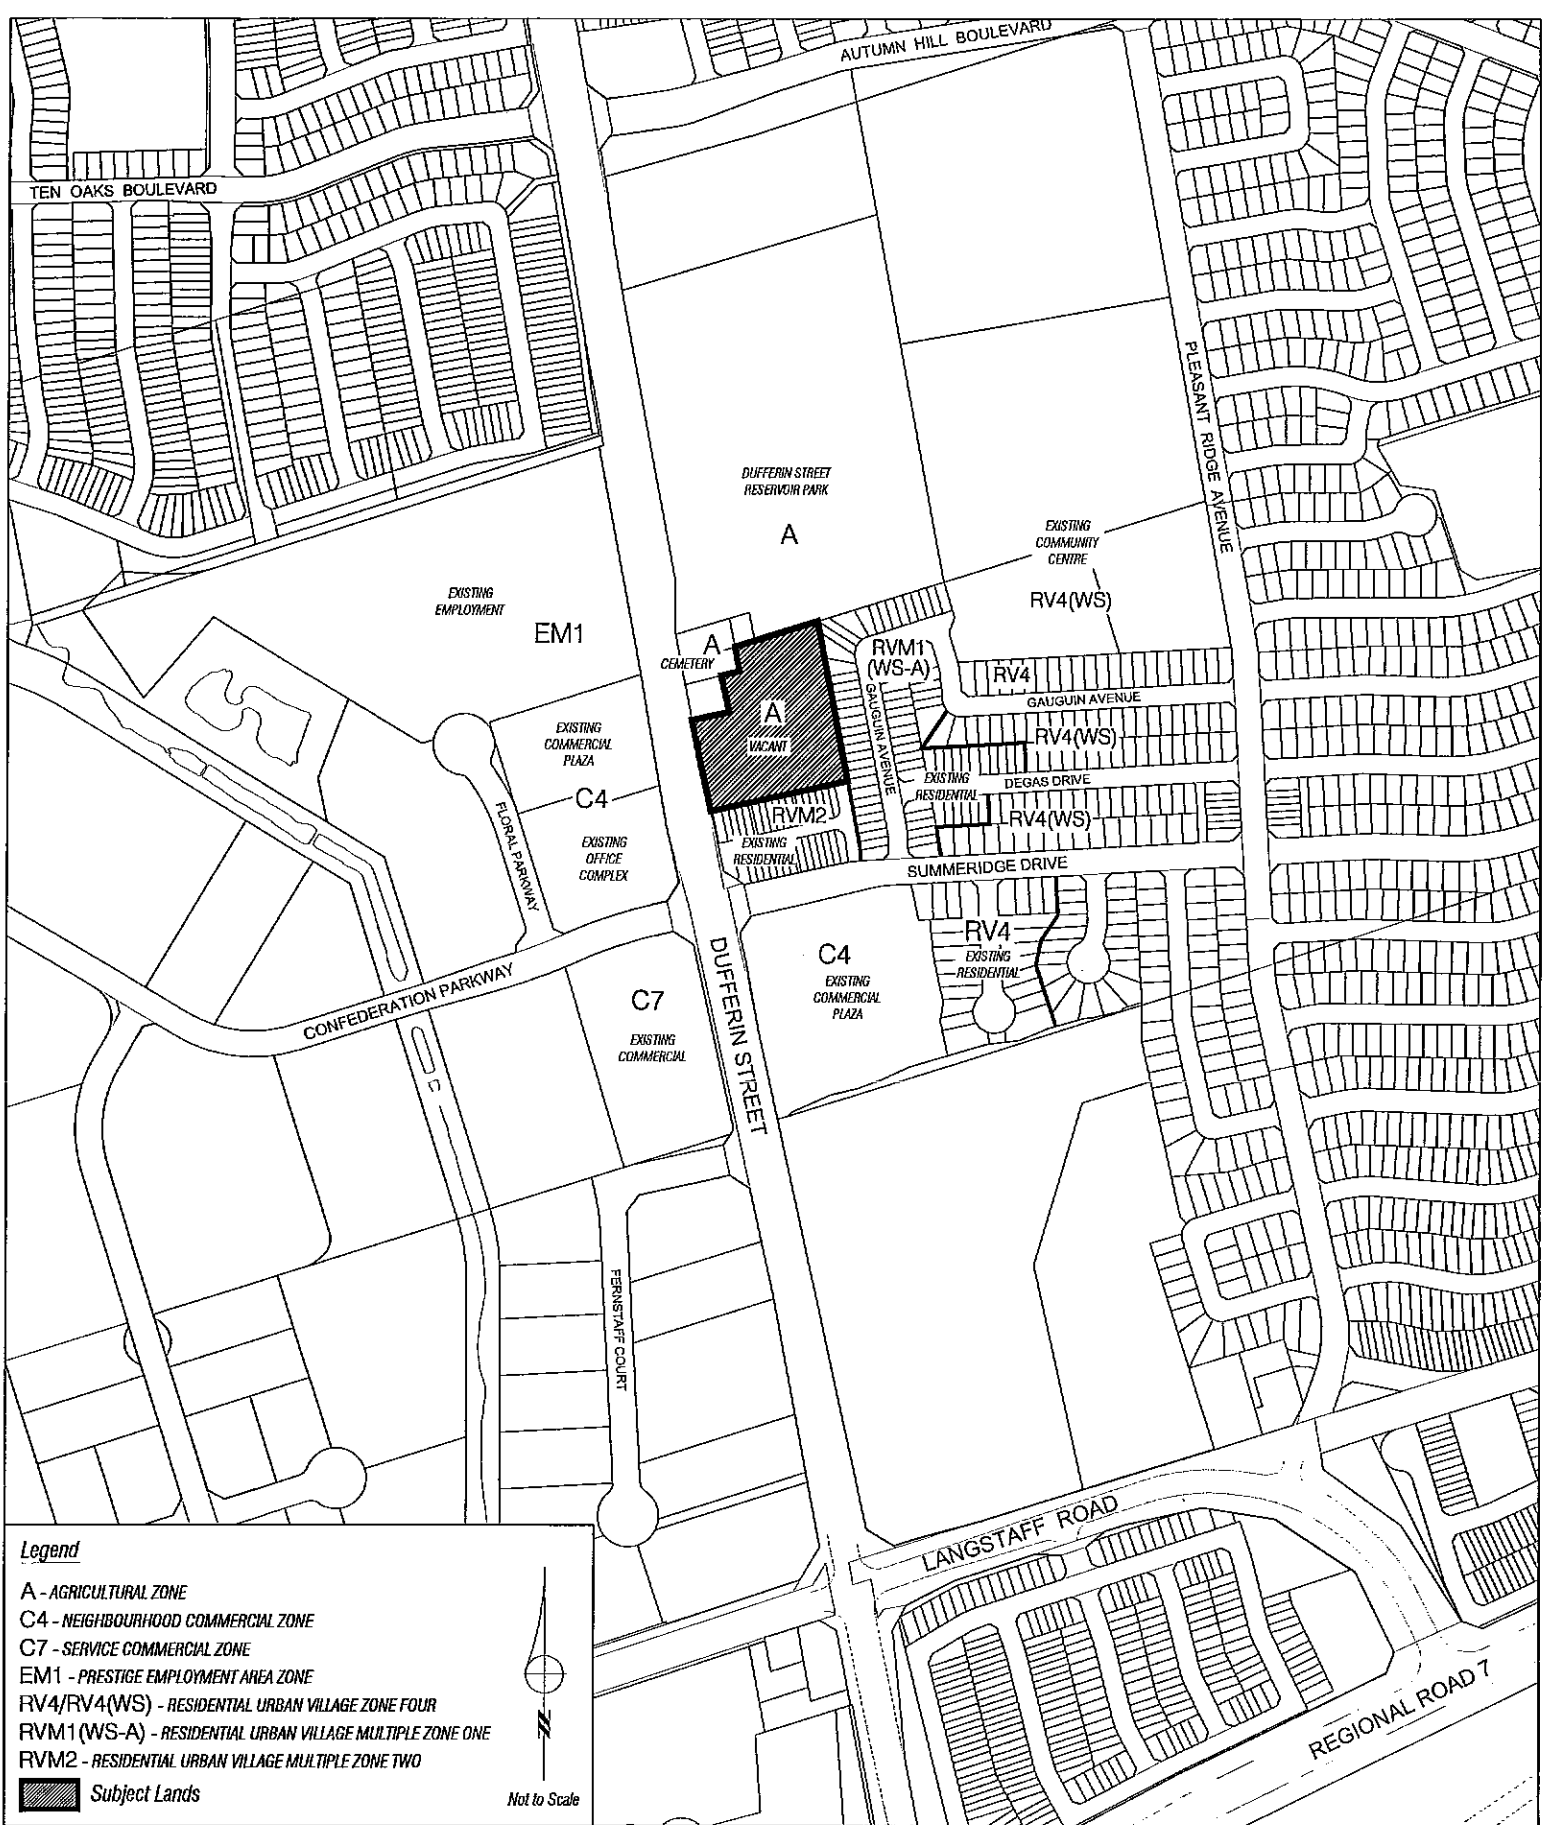 AUTUMN HILL BOULEVARD
TEN OAKS BOULEVARD
PLEASANT RIDGE AVENUE
DUFFERIN STREET
RESERVOIR PARK
A
EXISTING
COMMUNITY
CENTRE
RV4(WS)
EXISTING
EMPLOYMENT
EM1
A
CEMETERY
RVM1
(WS-A)
RV4
GAUGUIN AVENUE
GAUGUIN AVENUE
A
VACANT
EXISTING
COMMERCIAL
PLAZA
RV4(WS)
EXISTING
RESIDENTIAL
DEGAS DRIVE
C4
RVM2
RV4(WS)
FLORAL PARKWAY
EXISTING
OFFICE
COMPLEX
EXISTING
RESIDENTIAL
SUMMERIDGE DRIVE
RV4
EXISTING
RESIDENTIAL
C4
EXISTING
COMMERCIAL
PLAZA
DUFFERIN STREET
CONFEDERATION PARKWAY
C7
EXISTING
COMMERCIAL
FERNSTAFF COURT
LANGSTAFF ROAD
REGIONAL ROAD 7
Legend
A - AGRICULTURAL ZONE
C4 - NEIGHBOURHOOD COMMERCIAL ZONE
C7 - SERVICE COMMERCIAL ZONE
EM1 - PRESTIGE EMPLOYMENT AREA ZONE
RV4/RV4(WS) - RESIDENTIAL URBAN VILLAGE ZONE FOUR
RVM1(WS-A) - RESIDENTIAL URBAN VILLAGE MULTIPLE ZONE ONE
RVM2 - RESIDENTIAL URBAN VILLAGE MULTIPLE ZONE TWO
Subject Lands
N
Not to Scale